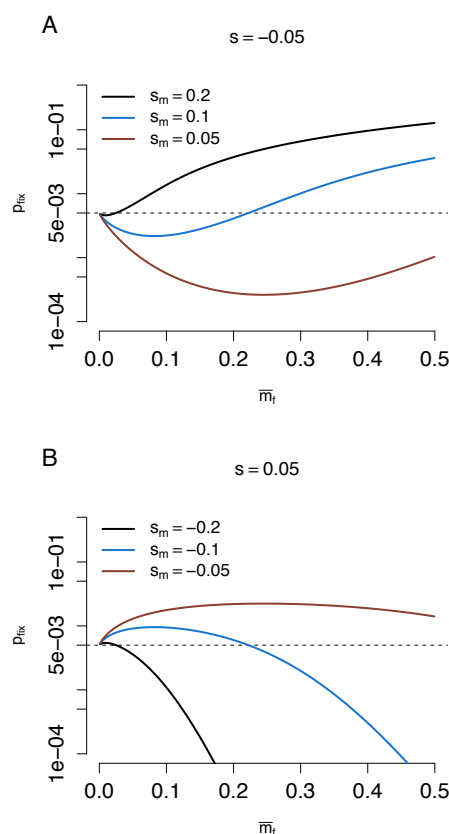 A
s = −0.05
s_m = 0.2
s_m = 0.1
s_m = 0.05
p_fix
1e−01
5e−03
1e−04
0.0 0.1 0.2 0.3 0.4 0.5
m̅_f
B
s = 0.05
s_m = −0.2
s_m = −0.1
s_m = −0.05
p_fix
1e−01
5e−03
1e−04
0.0 0.1 0.2 0.3 0.4 0.5
m̅_f